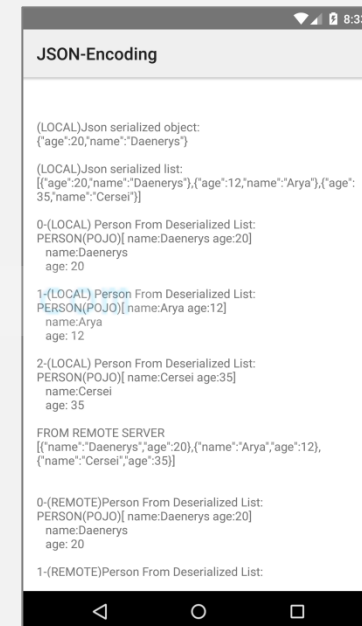 8:33
JSON-Encoding
(LOCAL)Json serialized object:
{"age":20,"name":"Daenerys"}
(LOCAL)Json serialized list:
[{"age":20,"name":"Daenerys"},{"age":12,"name":"Arya"},{"age":
35,"name":"Cersei"}]
0-(LOCAL) Person From Deserialized List:
PERSON(POJO)[ name:Daenerys age:20]
name:Daenerys
age: 20
1-(LOCAL) Person From Deserialized List:
PERSON(POJO)[ name:Arya age:12]
name:Arya
age: 12
2-(LOCAL) Person From Deserialized List:
PERSON(POJO)[ name:Cersei age:35]
name:Cersei
age: 35
FROM REMOTE SERVER
[{"name":"Daenerys","age":20},{"name":"Arya","age":12},
{"name":"Cersei","age":35}]
0-(REMOTE)Person From Deserialized List:
PERSON(POJO)[ name:Daenerys age:20]
name:Daenerys
age: 20
1-(REMOTE)Person From Deserialized List: